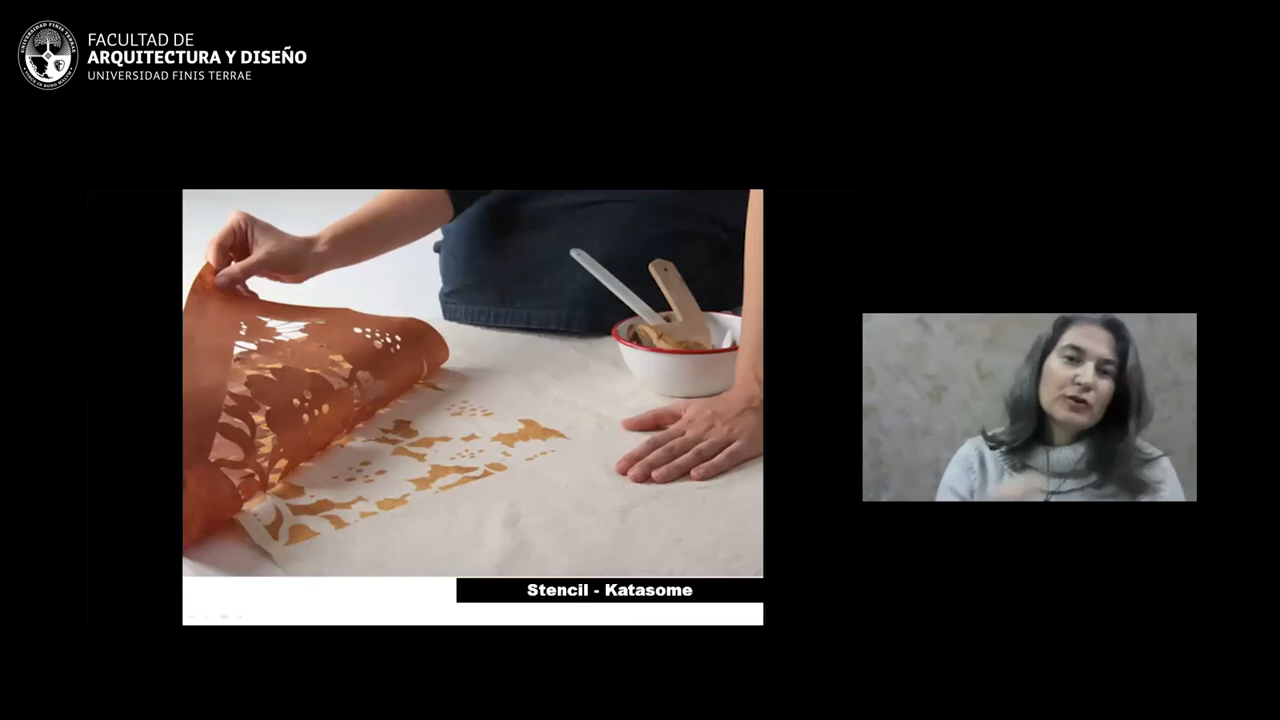 FACULTAD DE
ARQUITECTURA Y DISEÑO
UNIVERSIDAD FINIS TERRAE
Stencil - Katasome